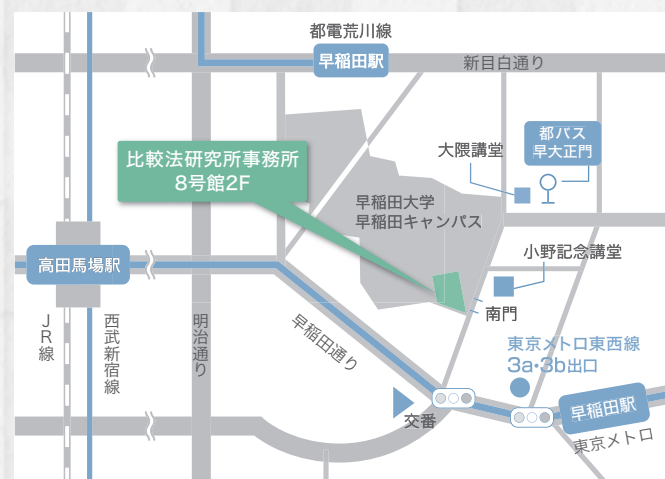 都電荒川線
早稲田駅
新目白通り
都バス
早大正門
大隈講堂
比較法研究所事務所
8号館2F
早稲田大学
早稲田キャンパス
小野記念講堂
高田馬場駅
南門
JR線
西武新宿線
明治通り
早稲田通り
東京メトロ東西線
3a・3b出口
早稲田駅
交番
東京メトロ